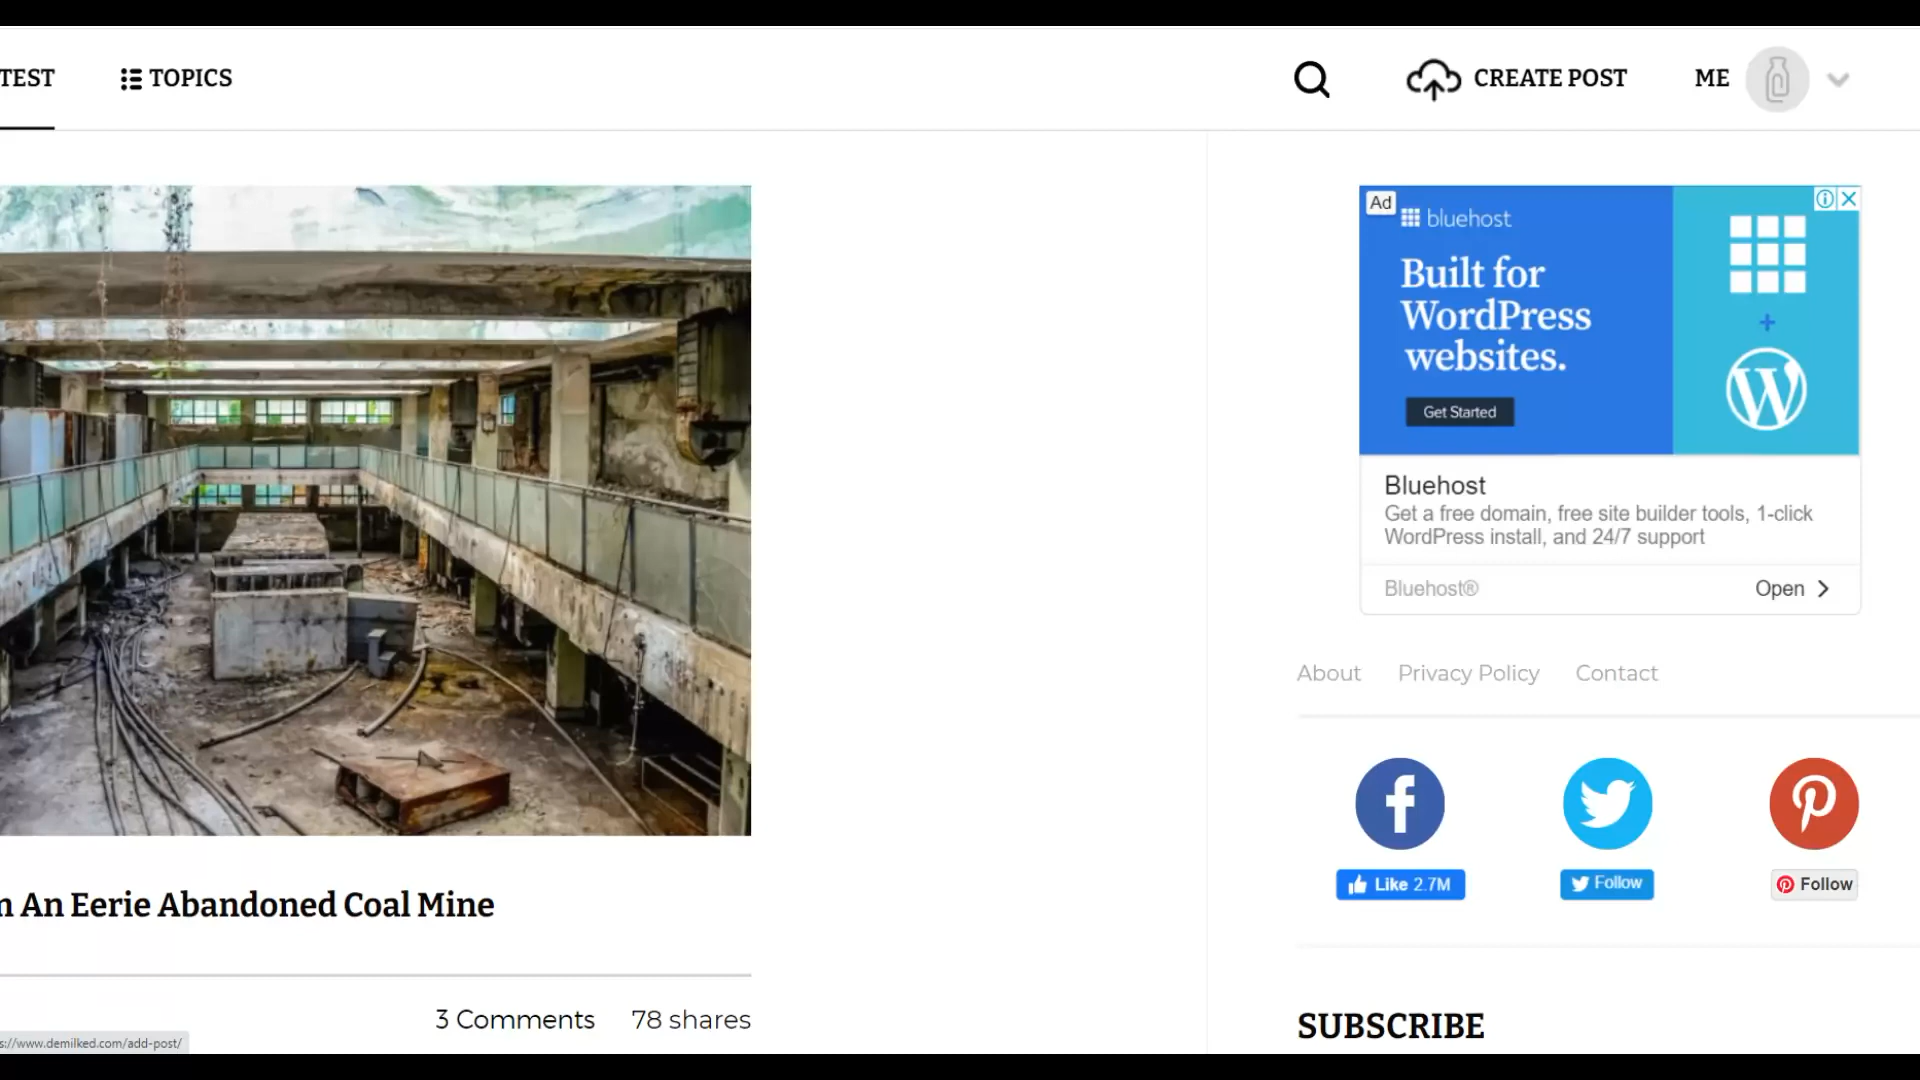 TEST
TOPICS
CREATE POST
ME
Ad
bluehost
Built for
WordPress
websites.
Get Started
Bluehost
Get a free domain, free site builder tools, 1-click
WordPress install, and 24/7 support
Bluehost®
Open
About
Privacy Policy
Contact
Like 2.7M
Follow
Follow
n An Eerie Abandoned Coal Mine
3 Comments
78 shares
SUBSCRIBE
s://www.demilked.com/add-post/